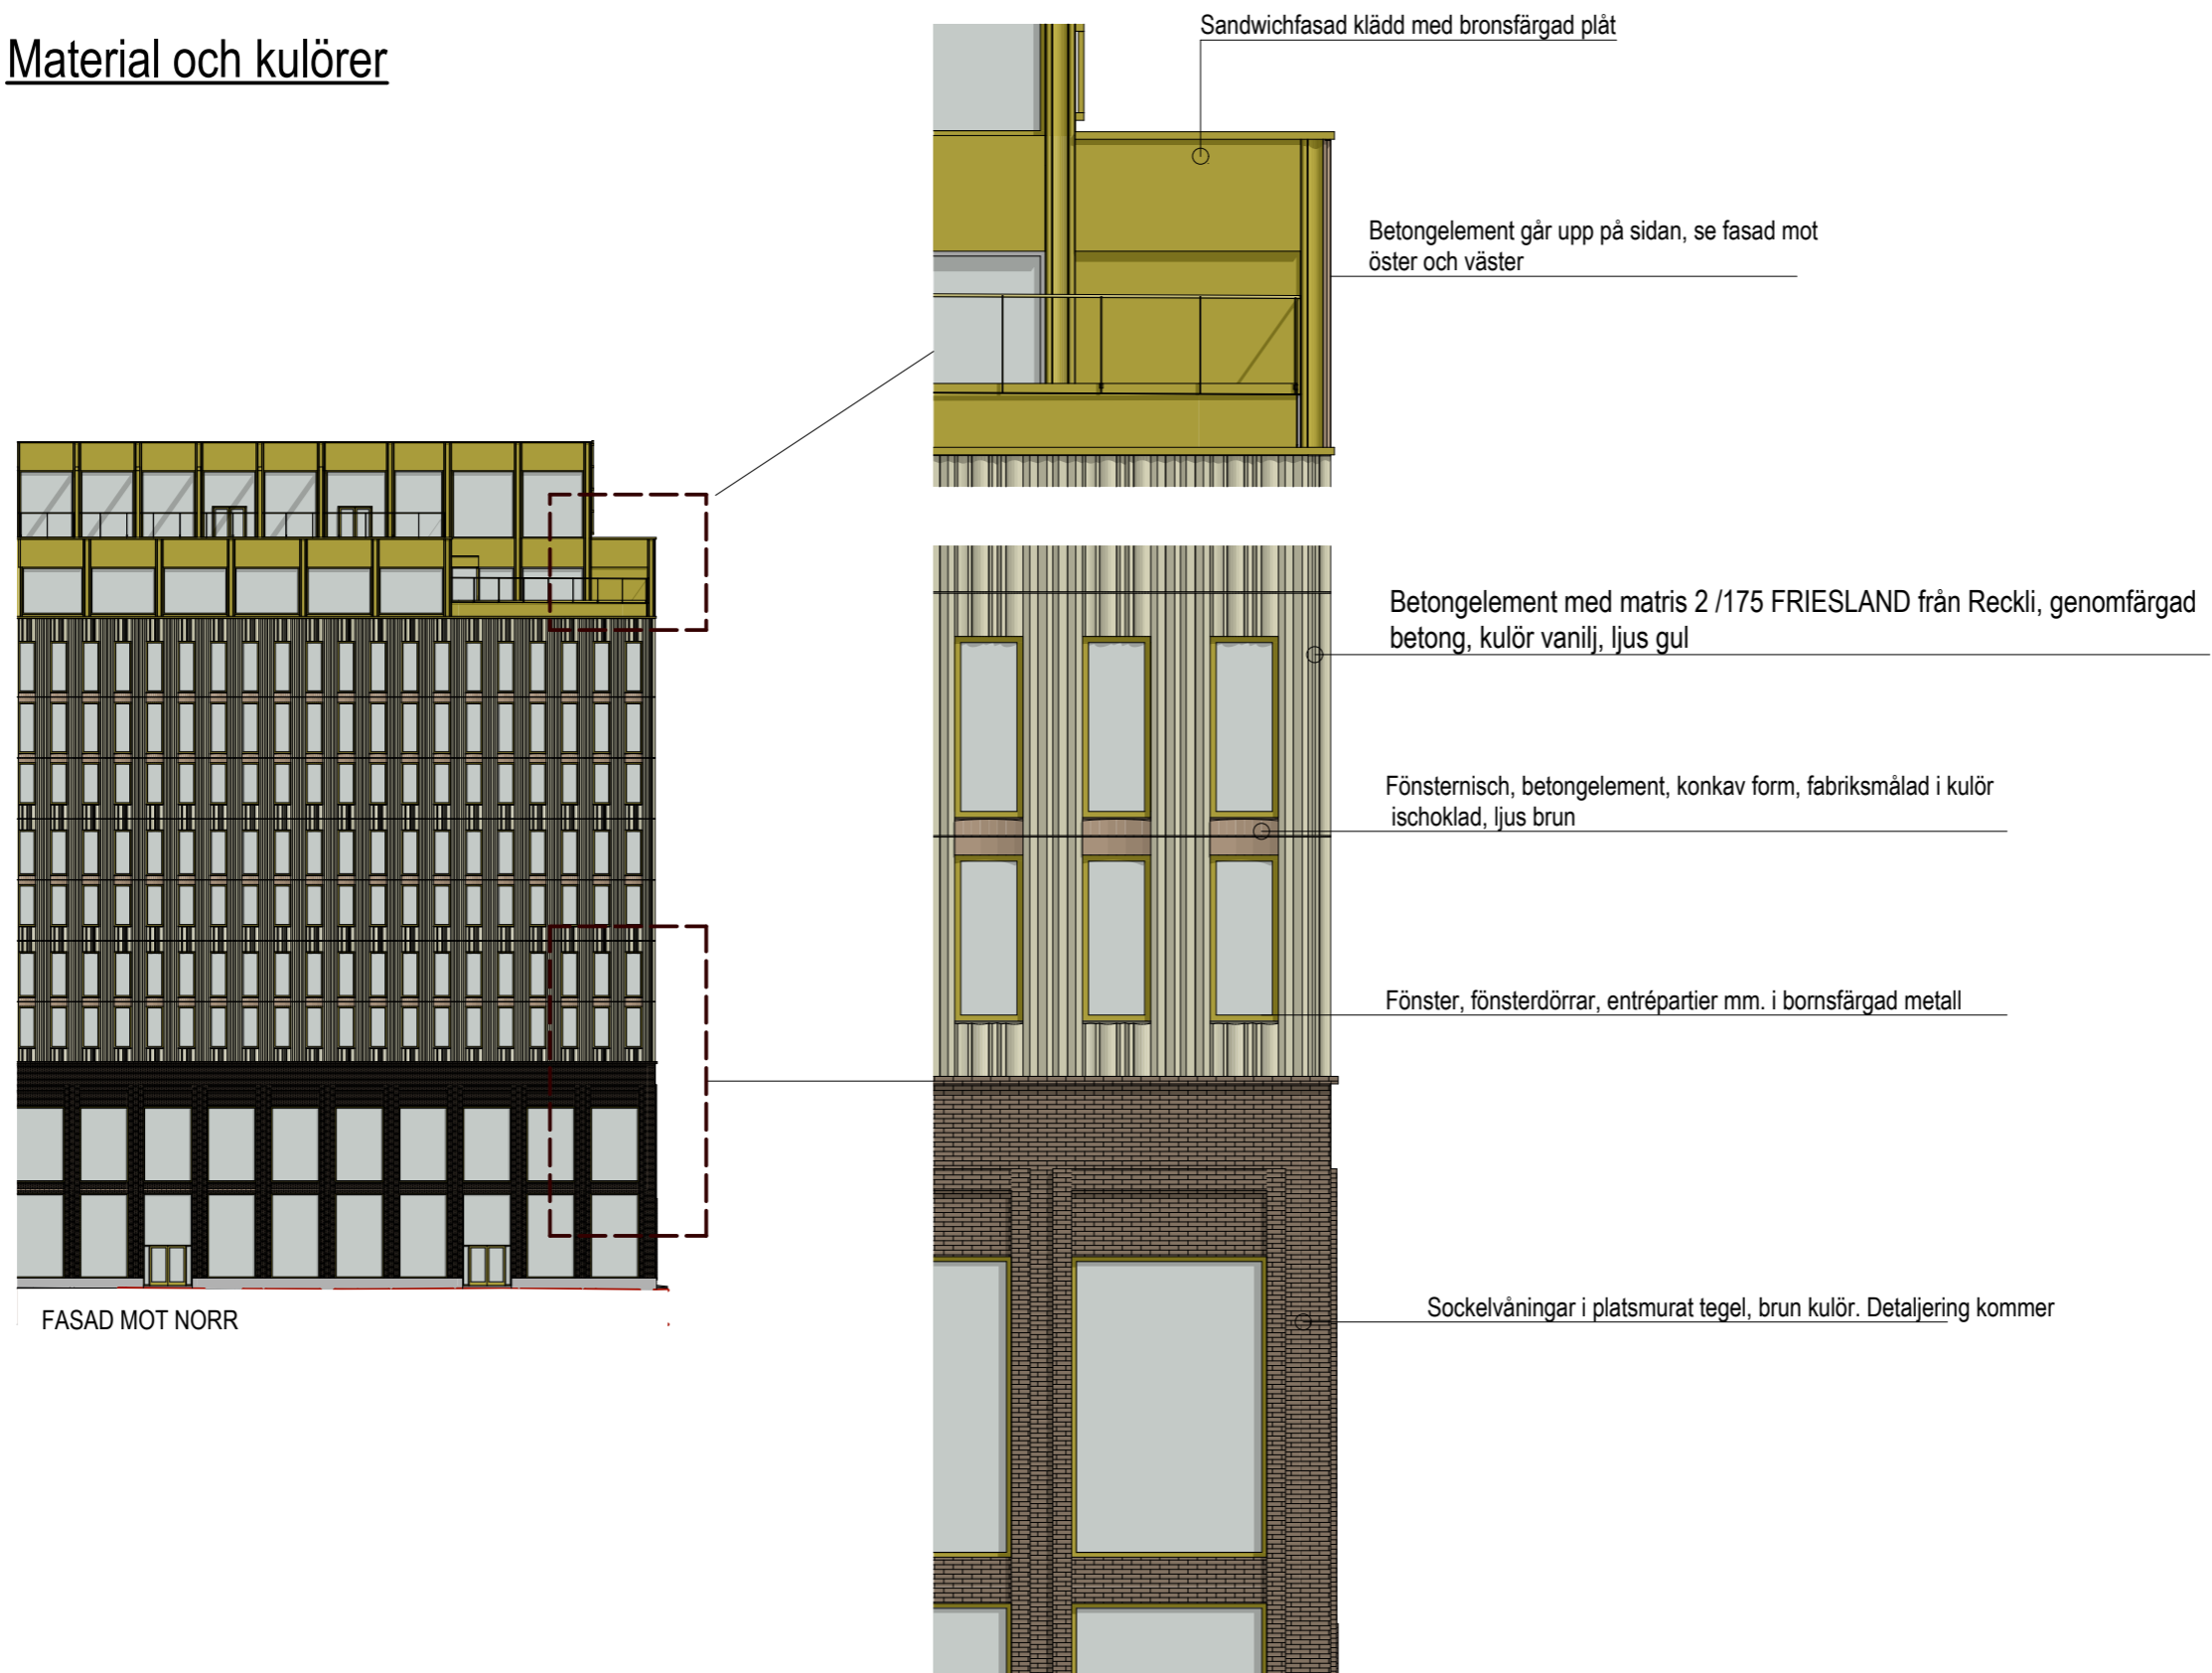 Material och kulörer
Sandwichfasad klädd med bronsfärgad plåt
Betongelement går upp på sidan, se fasad mot
öster och väster
Betongelement med matris 2 /175 FRIESLAND från Reckli, genomfärgad
betong, kulör vanilj, ljus gul
Fönsternisch, betongelement, konkav form, fabriksmålad i kulör
ischoklad, ljus brun
Fönster, fönsterdörrar, entrépartier mm. i bornsfärgad metall
Sockelvåningar i platsmurat tegel, brun kulör. Detaljering kommer
FASAD MOT NORR